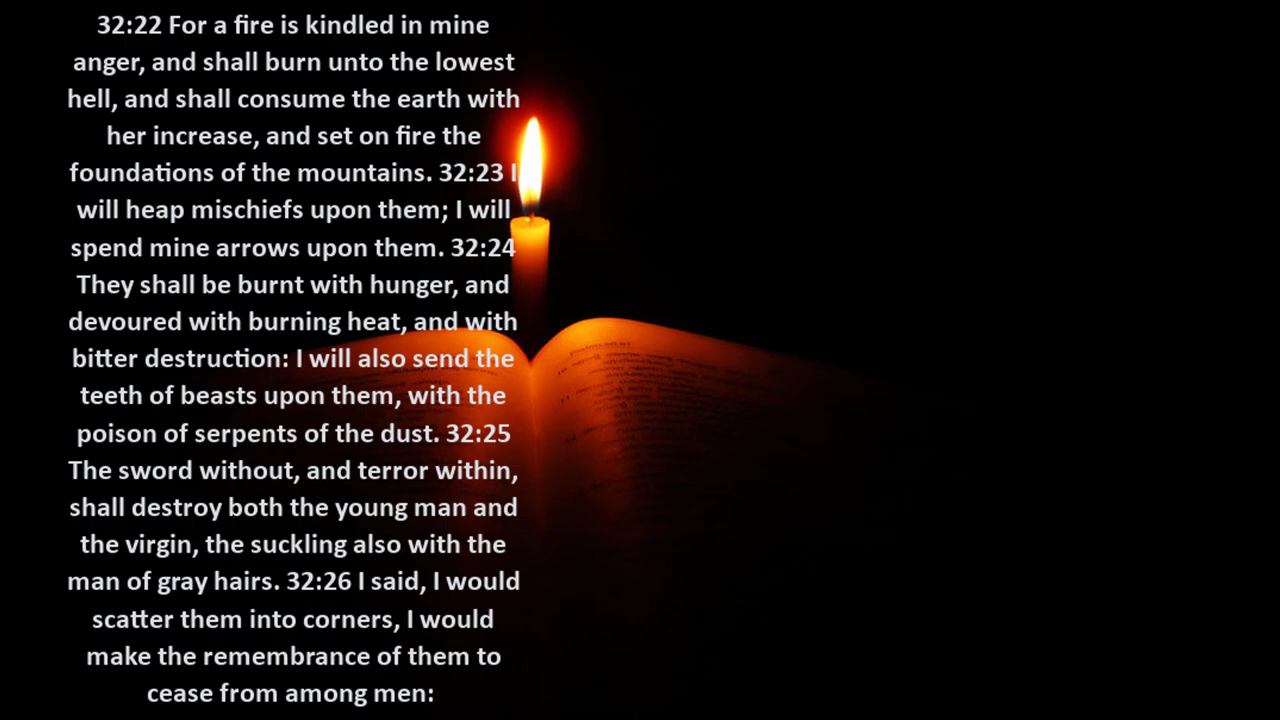 32:22 For a fire is kindled in mine
anger, and shall burn unto the lowest
hell, and shall consume the earth with
her increase, and set on fire the
foundations of the mountains. 32:23 I
will heap mischiefs upon them; I will
spend mine arrows upon them. 32:24
They shall be burnt with hunger, and
devoured with burning heat, and with
bitter destruction: I will also send the
teeth of beasts upon them, with the
poison of serpents of the dust. 32:25
The sword without, and terror within,
shall destroy both the young man and
the virgin, the suckling also with the
man of gray hairs. 32:26 I said, I would
scatter them into corners, I would
make the remembrance of them to
cease from among men: